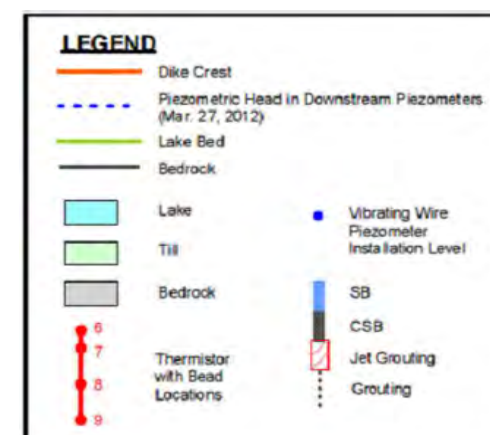 LEGEND
Dike Crest
Piezometric Head in Downstream Piezometers
(Mar. 27, 2012)
Lake Bed
Bedrock
Lake
Till
Bedrock
6
7
8
9
Thermistor
with Bead
Locations
Vibrating Wire
Piezometer
Installation Level
SB
CSB
Jet Grouting
Grouting